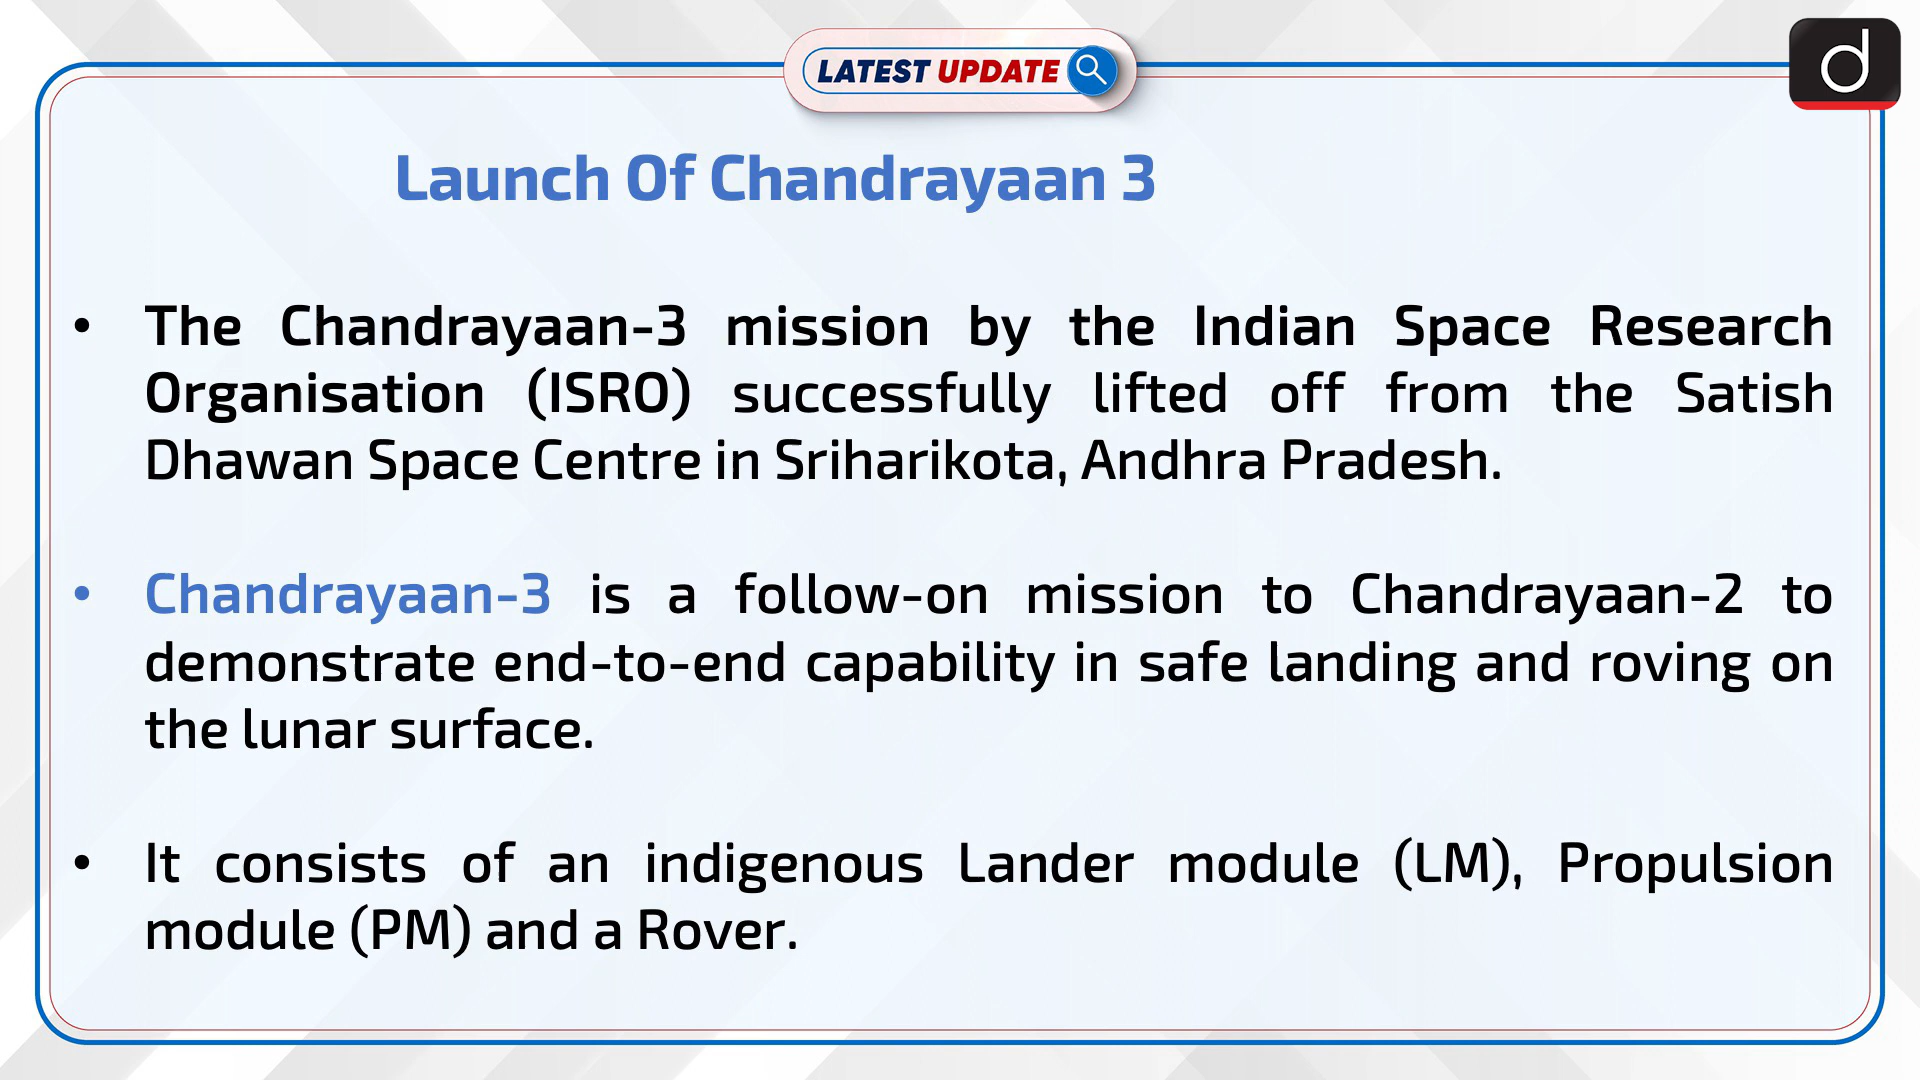 LATEST UPDATE
d
Launch Of Chandrayaan 3
• The Chandrayaan-3 mission by the Indian Space Research
Organisation (ISRO) successfully lifted off from the Satish
Dhawan Space Centre in Sriharikota, Andhra Pradesh.
• Chandrayaan-3 is a follow-on mission to Chandrayaan-2 to
demonstrate end-to-end capability in safe landing and roving on
the lunar surface.
• It consists of an indigenous Lander module (LM), Propulsion
module (PM) and a Rover.